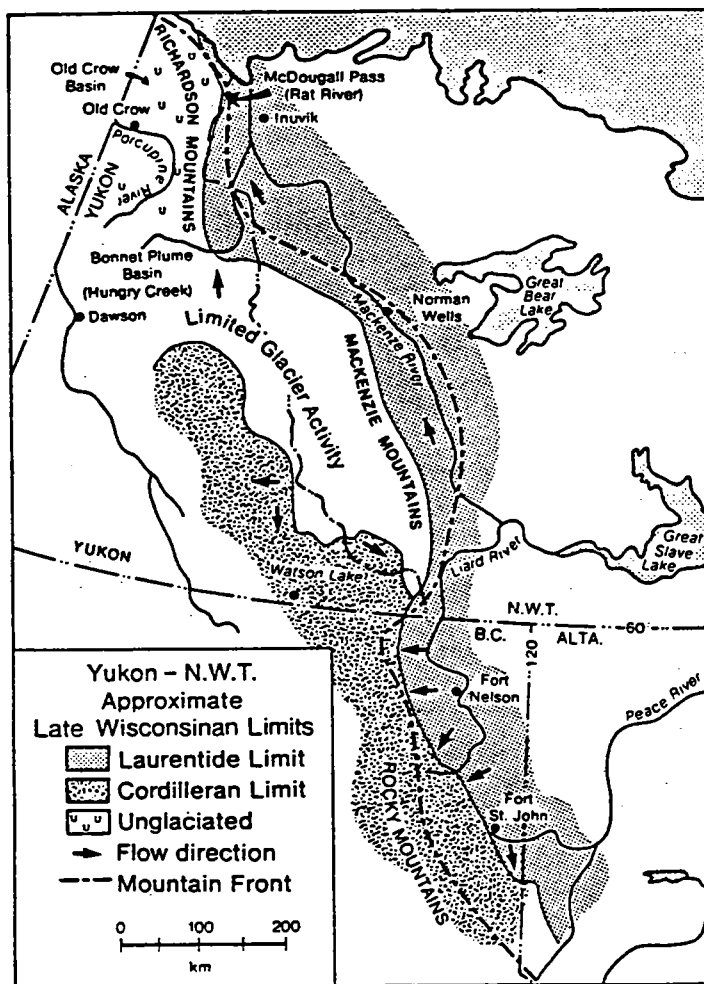 Old Crow
Basin
Old Crow
Porcupine
River
RICHARDSON MOUNTAINS
McDougall Pass
(Rat River)
Inuvik
ALASKA
YUKON
Bonnet Plume
Basin
(Hungry Creek)
Dawson
Limited Glacier
Activity
Norman
Wells
Great
Bear
Lake
Mackenzie River
MACKENZIE MOUNTAINS
YUKON
Watson Lake
Liard River
Great
Slave
Lake
N.W.T.
60
B.C.
ALTA.
120
Fort
Nelson
Peace River
Fort
St. John
ROCKY MOUNTAINS
Yukon – N.W.T.
Approximate
Late Wisconsinan Limits
Laurentide Limit
Cordilleran Limit
Unglaciated
Flow direction
Mountain Front
0 100 200
km